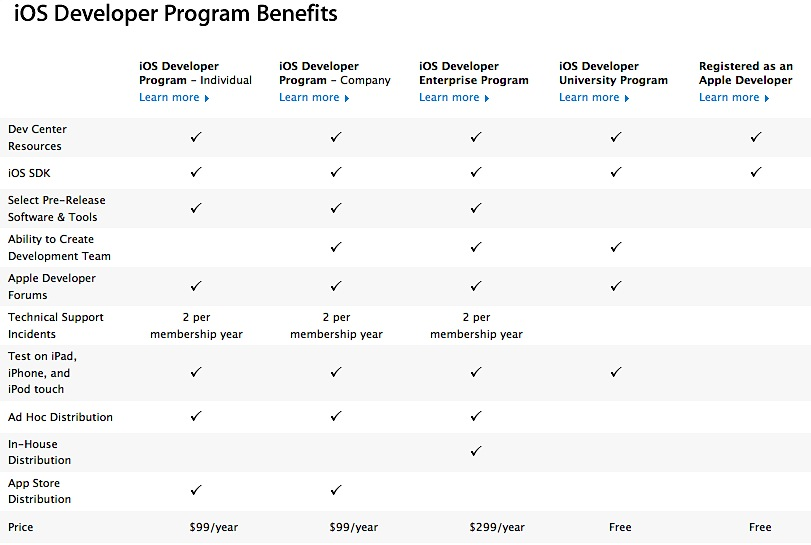 iOS Developer Program Benefits
iOS Developer
Program – Individual
Learn more
iOS Developer
Program – Company
Learn more
iOS Developer
Enterprise Program
Learn more
iOS Developer
University Program
Learn more
Registered as an
Apple Developer
Learn more
Dev Center
Resources
✓ ✓ ✓ ✓ ✓
iOS SDK ✓ ✓ ✓ ✓ ✓
Select Pre-Release
Software & Tools
✓ ✓ ✓
Ability to Create
Development Team
✓ ✓ ✓
Apple Developer
Forums
✓ ✓ ✓ ✓
Technical Support
Incidents
2 per
membership year
2 per
membership year
2 per
membership year
Test on iPad,
iPhone, and
iPod touch
✓ ✓ ✓ ✓
Ad Hoc Distribution ✓ ✓ ✓
In-House
Distribution
✓
App Store
Distribution
✓ ✓
Price $99/year $99/year $299/year Free Free